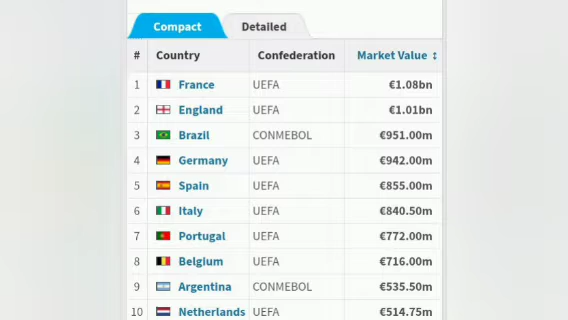 Compact Detailed
# Country Confederation Market Value ↕
1 France UEFA €1.08bn
2 England UEFA €1.01bn
3 Brazil CONMEBOL €951.00m
4 Germany UEFA €942.00m
5 Spain UEFA €855.00m
6 Italy UEFA €840.50m
7 Portugal UEFA €772.00m
8 Belgium UEFA €716.00m
9 Argentina CONMEBOL €535.50m
10 Netherlands UEFA €514.75m